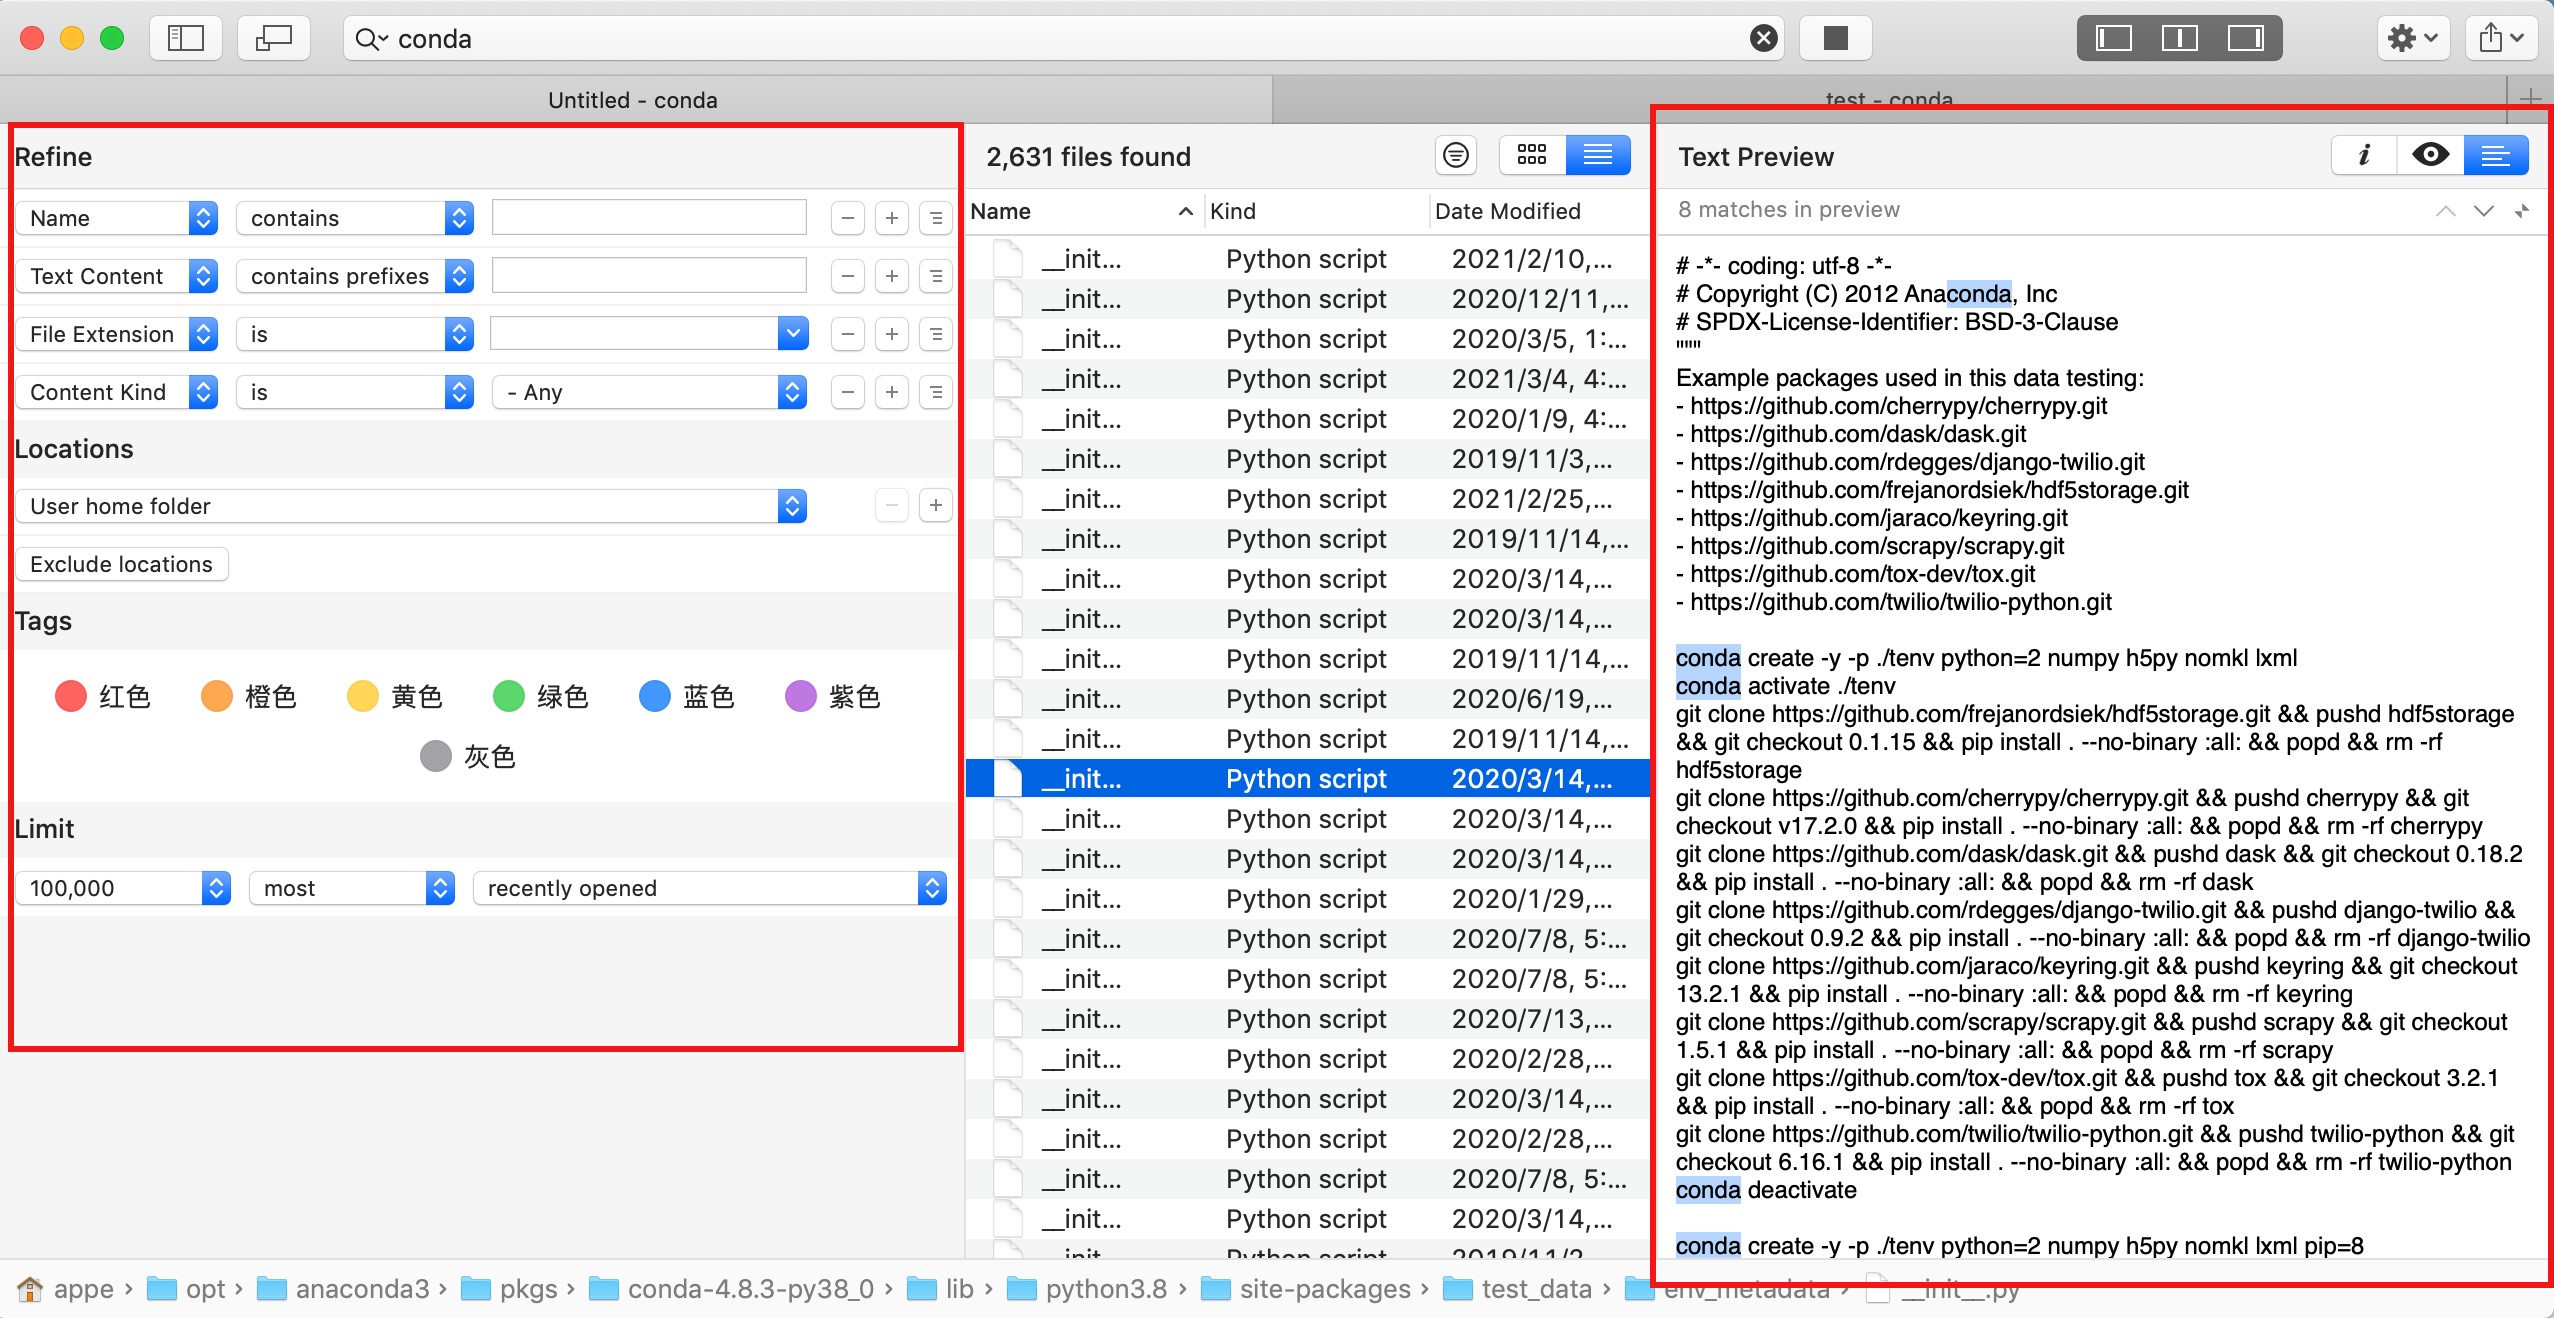 conda
Untitled - conda
test - conda
Refine
Name contains
Text Content contains prefixes
File Extension is
Content Kind is - Any
Locations
User home folder
Exclude locations
Tags
红色 橙色 黄色 绿色 蓝色 紫色
灰色
Limit
100,000 most recently opened
2,631 files found
Name Kind Date Modified
__init... Python script 2021/2/10,...
__init... Python script 2020/12/11,...
__init... Python script 2020/3/5, 1:...
__init... Python script 2021/3/4, 4:...
__init... Python script 2020/1/9, 4:...
__init... Python script 2019/11/3,...
__init... Python script 2021/2/25,...
__init... Python script 2019/11/14,...
__init... Python script 2020/3/14,...
__init... Python script 2020/3/14,...
__init... Python script 2019/11/14,...
__init... Python script 2020/6/19,...
__init... Python script 2019/11/14,...
__init... Python script 2020/3/14,...
__init... Python script 2020/3/14,...
__init... Python script 2020/3/14,...
__init... Python script 2020/1/29,...
__init... Python script 2020/7/8, 5:...
__init... Python script 2020/7/8, 5:...
__init... Python script 2020/7/13,...
__init... Python script 2020/2/28,...
__init... Python script 2020/3/14,...
__init... Python script 2020/2/28,...
__init... Python script 2020/7/8, 5:...
__init... Python script 2020/3/14,...
Text Preview
8 matches in preview
# -*- coding: utf-8 -*-
# Copyright (C) 2012 Anaconda, Inc
# SPDX-License-Identifier: BSD-3-Clause
"""
Example packages used in this data testing:
- https://github.com/cherrypy/cherrypy.git
- https://github.com/dask/dask.git
- https://github.com/rdegges/django-twilio.git
- https://github.com/frejanordsiek/hdf5storage.git
- https://github.com/jaraco/keyring.git
- https://github.com/scrapy/scrapy.git
- https://github.com/tox-dev/tox.git
- https://github.com/twilio/twilio-python.git
conda create -y -p ./tenv python=2 numpy h5py nomkl lxml
conda activate ./tenv
git clone https://github.com/frejanordsiek/hdf5storage.git && pushd hdf5storage
&& git checkout 0.1.15 && pip install . --no-binary :all: && popd && rm -rf
hdf5storage
git clone https://github.com/cherrypy/cherrypy.git && pushd cherrypy && git
checkout v17.2.0 && pip install . --no-binary :all: && popd && rm -rf cherrypy
git clone https://github.com/dask/dask.git && pushd dask && git checkout 0.18.2
&& pip install . --no-binary :all: && popd && rm -rf dask
git clone https://github.com/rdegges/django-twilio.git && pushd django-twilio &&
git checkout 0.9.2 && pip install . --no-binary :all: && popd && rm -rf django-twilio
git clone https://github.com/jaraco/keyring.git && pushd keyring && git checkout
13.2.1 && pip install . --no-binary :all: && popd && rm -rf keyring
git clone https://github.com/scrapy/scrapy.git && pushd scrapy && git checkout
1.5.1 && pip install . --no-binary :all: && popd && rm -rf scrapy
git clone https://github.com/tox-dev/tox.git && pushd tox && git checkout 3.2.1
&& pip install . --no-binary :all: && popd && rm -rf tox
git clone https://github.com/twilio/twilio-python.git && pushd twilio-python && git
checkout 6.16.1 && pip install . --no-binary :all: && popd && rm -rf twilio-python
conda deactivate
conda create -y -p ./tenv python=2 numpy h5py nomkl lxml pip=8
appe › opt › anaconda3 › pkgs › conda-4.8.3-py38_0 › lib › python3.8 › site-packages › test_data › env_metadata › __init__.py